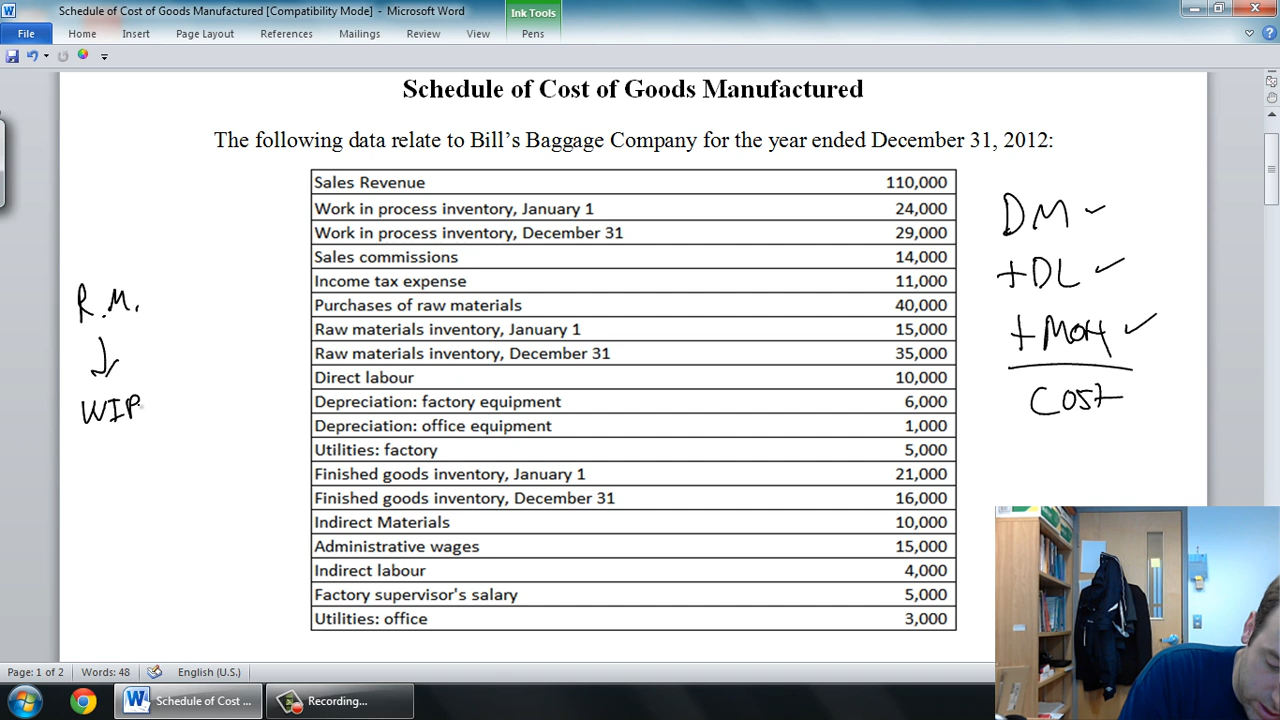 Schedule of Cost of Goods Manufactured [Compatibility Mode] - Microsoft Word
Ink Tools
File Home Insert Page Layout References Mailings Review View Pens
Schedule of Cost of Goods Manufactured
The following data relate to Bill's Baggage Company for the year ended December 31, 2012:
Sales Revenue 110,000
Work in process inventory, January 1 24,000
Work in process inventory, December 31 29,000
Sales commissions 14,000
Income tax expense 11,000
Purchases of raw materials 40,000
Raw materials inventory, January 1 15,000
Raw materials inventory, December 31 35,000
Direct labour 10,000
Depreciation: factory equipment 6,000
Depreciation: office equipment 1,000
Utilities: factory 5,000
Finished goods inventory, January 1 21,000
Finished goods inventory, December 31 16,000
Indirect Materials 10,000
Administrative wages 15,000
Indirect labour 4,000
Factory supervisor's salary 5,000
Utilities: office 3,000
R.M.
WIP
DM ✓
+DL ✓
+MOH ✓
COST
Page: 1 of 2 Words: 48 English (U.S.)
Schedule of Cost ... Recording...